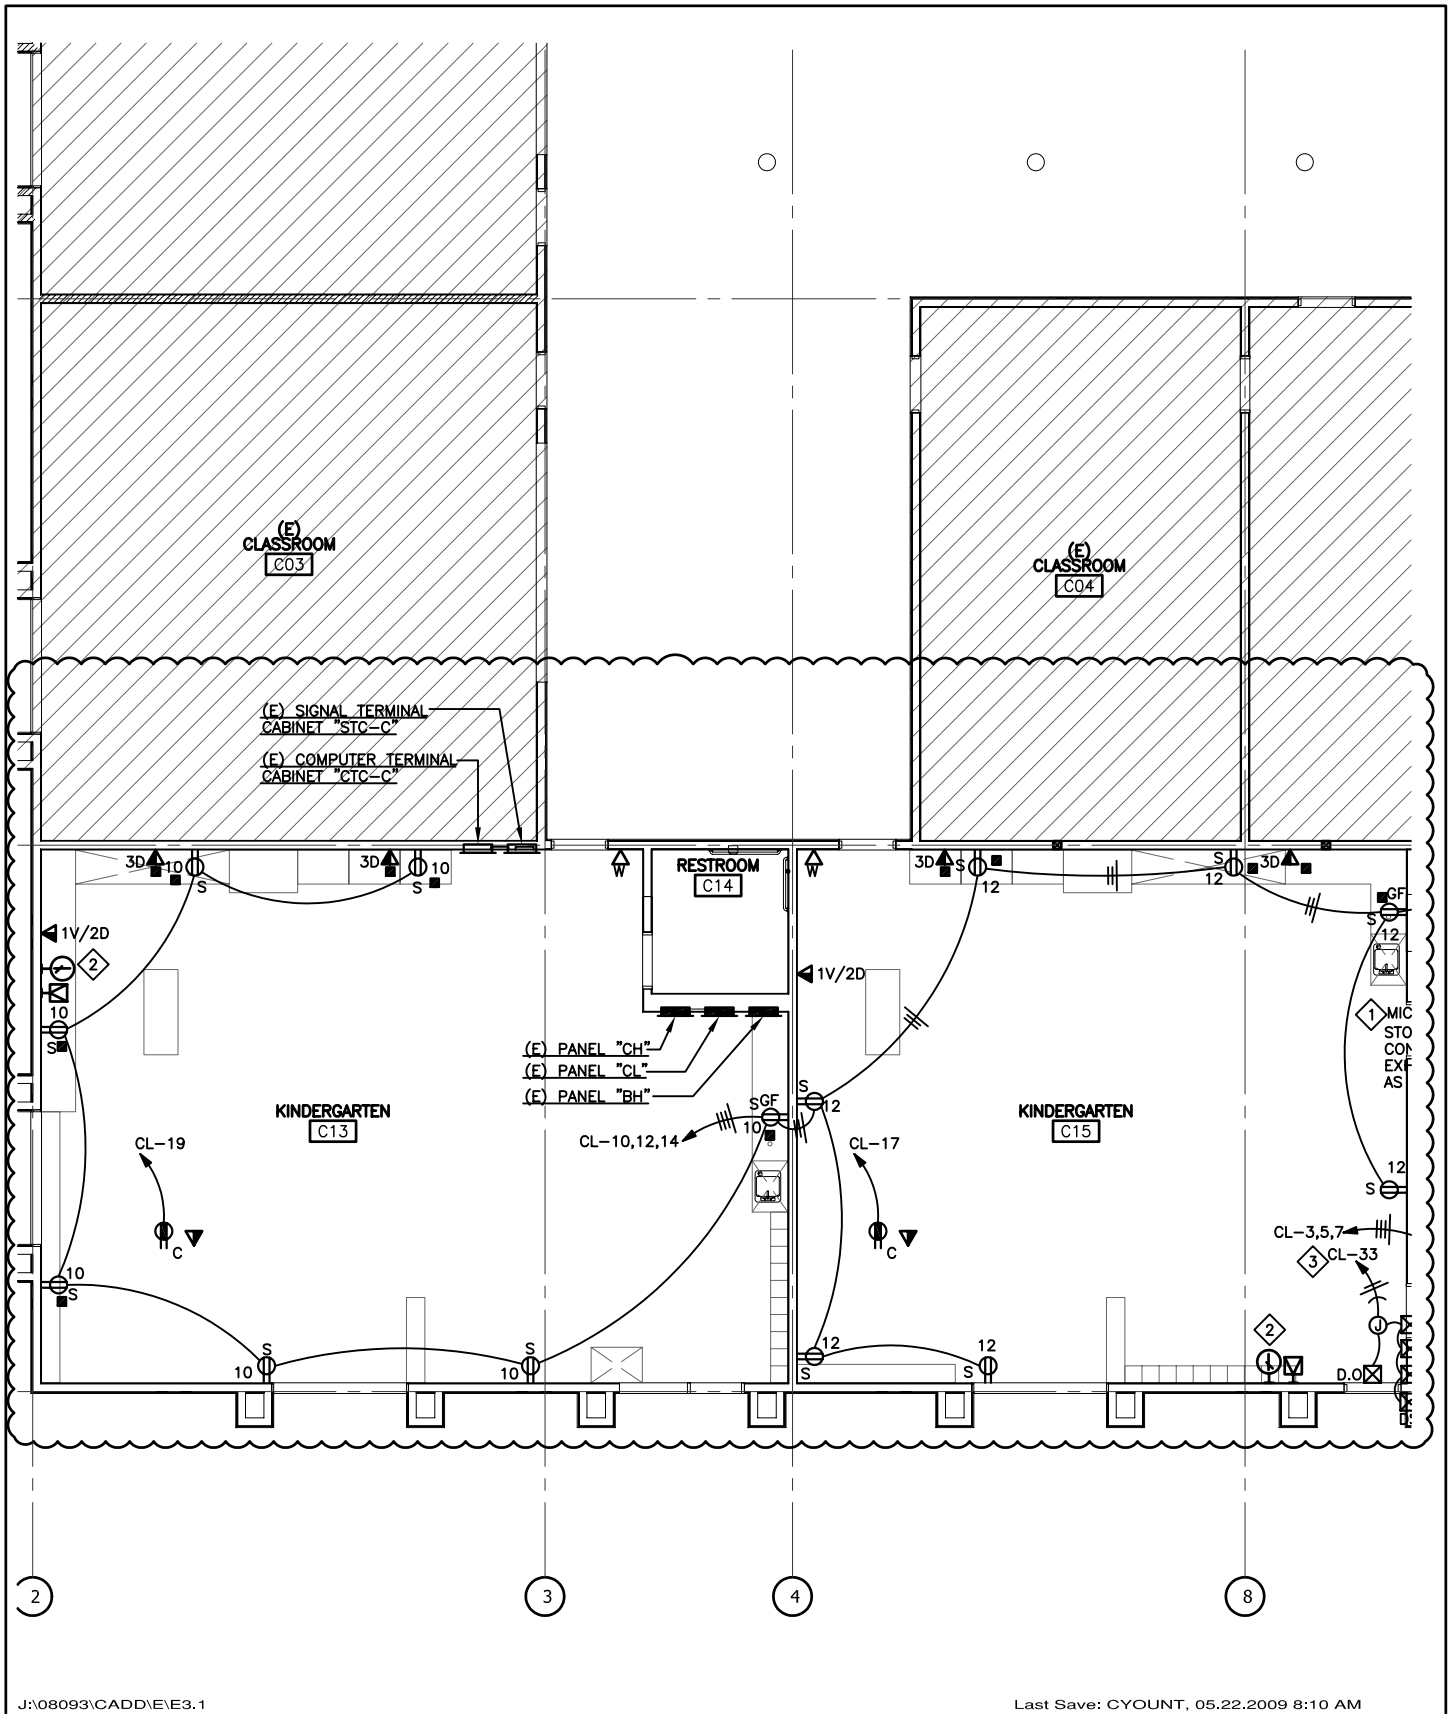 (E)
CLASSROOM
C03
(E)
CLASSROOM
C04
(E) SIGNAL TERMINAL
CABINET "STC-C"
(E) COMPUTER TERMINAL
CABINET "CTC-C"
3D
10
S
3D
10
S
W
RESTROOM
C14
W
3D
S
12
S
12
3D
GF
S
12
1V/2D
2
1V/2D
10
S
1
MIC
STO
CON
EXP
AS
(E) PANEL "CH"
(E) PANEL "CL"
(E) PANEL "BH"
KINDERGARTEN
C13
SGF
10
S
12
KINDERGARTEN
C15
CL-19
CL-10,12,14
CL-17
12
S
C
C
CL-3,5,7
3
CL-33
10
S
J
S
10
S
10
12
S
12
S
2
D.O
2
3
4
8
J:\08093\CADD\E\E3.1
Last Save: CYOUNT, 05.22.2009 8:10 AM